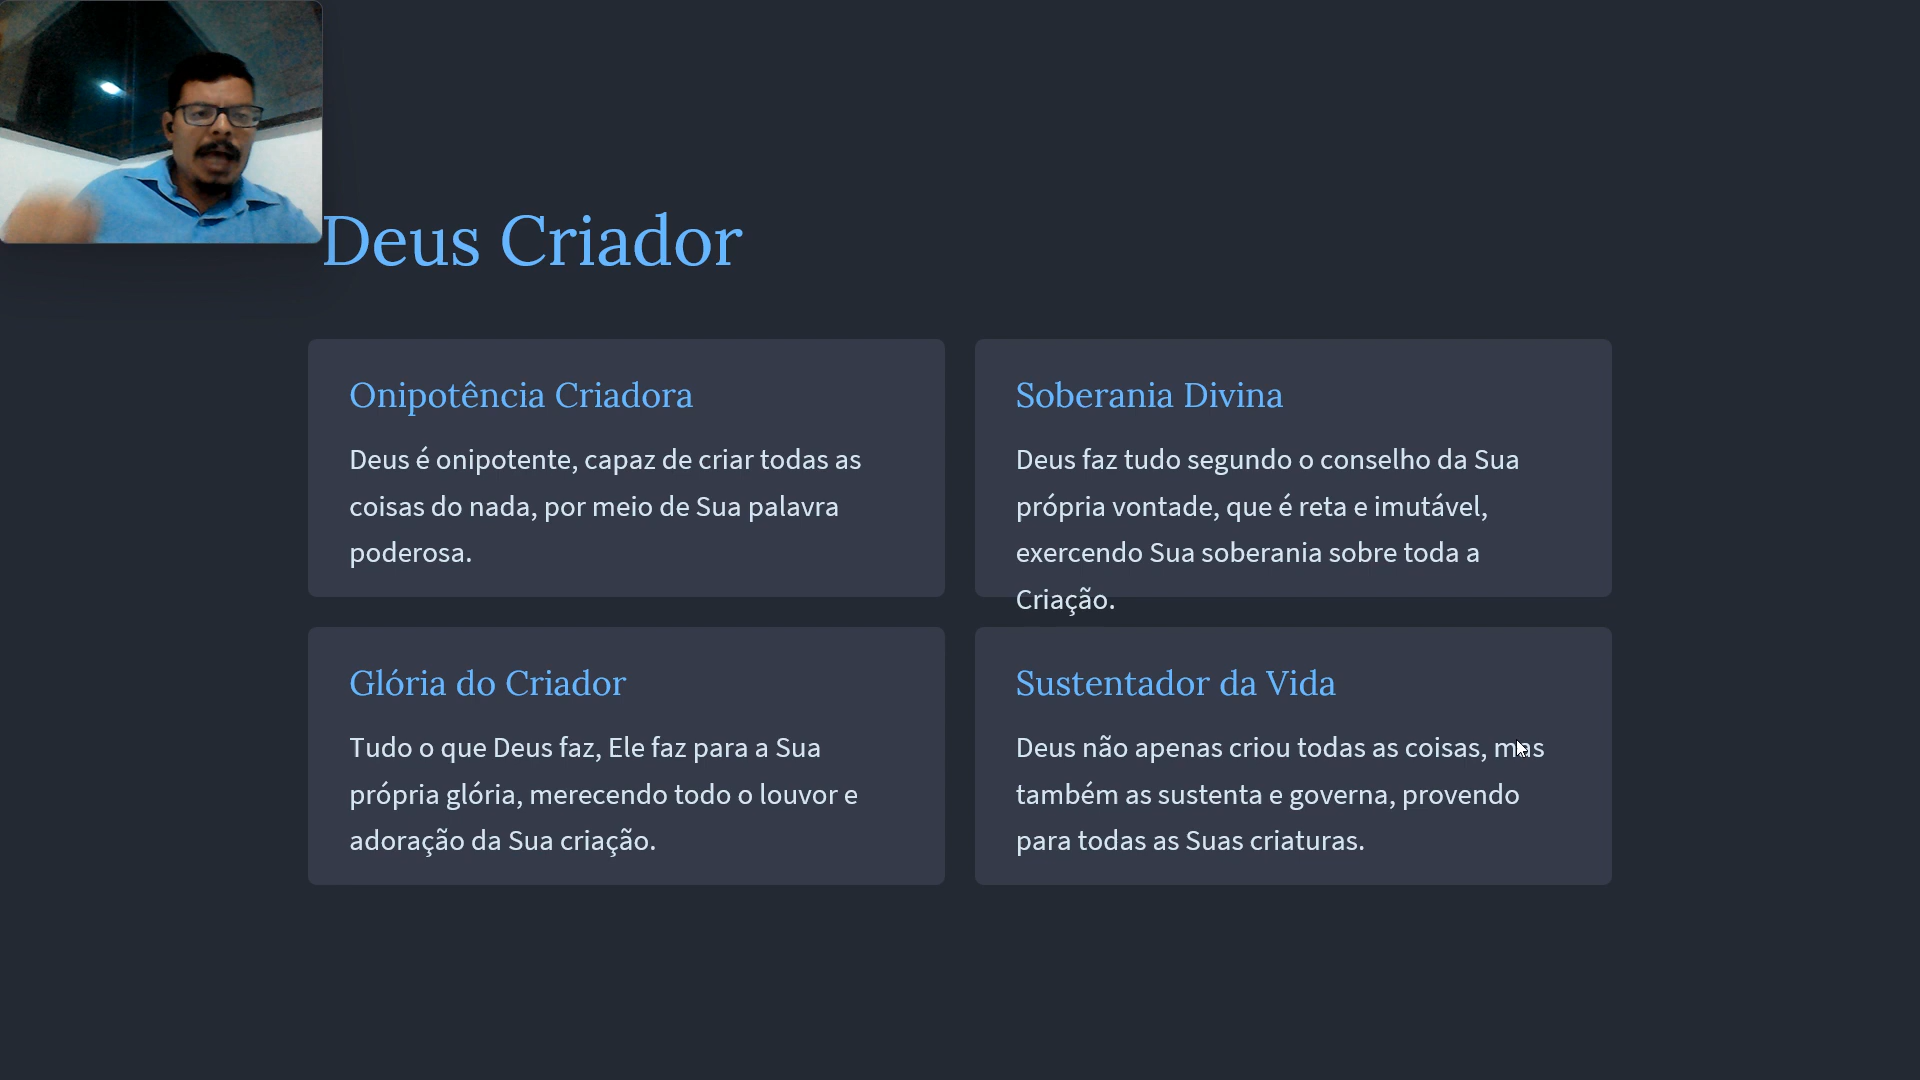 Deus Criador
Onipotência Criadora
Deus é onipotente, capaz de criar todas as
coisas do nada, por meio de Sua palavra
poderosa.
Soberania Divina
Deus faz tudo segundo o conselho da Sua
própria vontade, que é reta e imutável,
exercendo Sua soberania sobre toda a
Criação.
Glória do Criador
Tudo o que Deus faz, Ele faz para a Sua
própria glória, merecendo todo o louvor e
adoração da Sua criação.
Sustentador da Vida
Deus não apenas criou todas as coisas, mas
também as sustenta e governa, provendo
para todas as Suas criaturas.